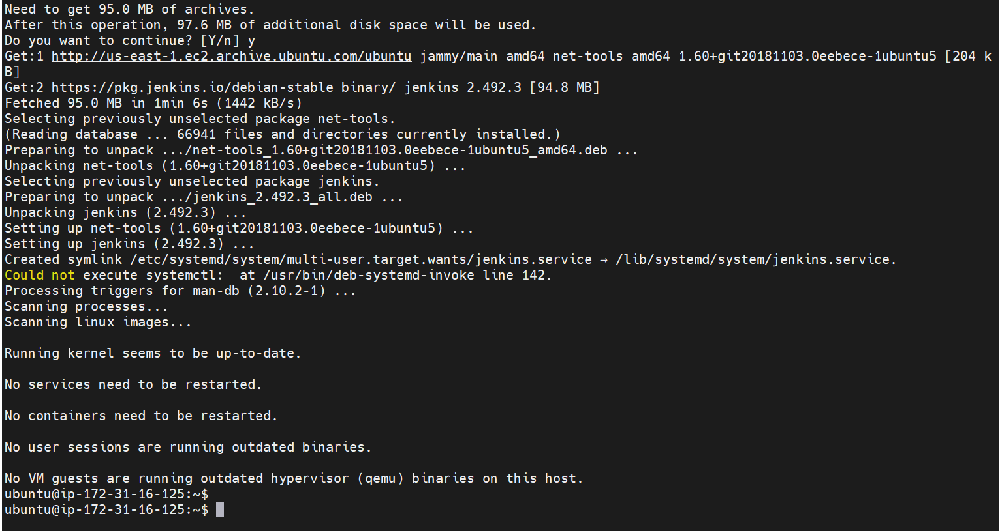 Need to get 95.0 MB of archives.
After this operation, 97.6 MB of additional disk space will be used.
Do you want to continue? [Y/n] y
Get:1 http://us-east-1.ec2.archive.ubuntu.com/ubuntu jammy/main amd64 net-tools amd64 1.60+git20181103.0eebece-1ubuntu5 [204 k
B]
Get:2 https://pkg.jenkins.io/debian-stable binary/ jenkins 2.492.3 [94.8 MB]
Fetched 95.0 MB in 1min 6s (1442 kB/s)
Selecting previously unselected package net-tools.
(Reading database ... 66941 files and directories currently installed.)
Preparing to unpack .../net-tools_1.60+git20181103.0eebece-1ubuntu5_amd64.deb ...
Unpacking net-tools (1.60+git20181103.0eebece-1ubuntu5) ...
Selecting previously unselected package jenkins.
Preparing to unpack .../jenkins_2.492.3_all.deb ...
Unpacking jenkins (2.492.3) ...
Setting up net-tools (1.60+git20181103.0eebece-1ubuntu5) ...
Setting up jenkins (2.492.3) ...
Created symlink /etc/systemd/system/multi-user.target.wants/jenkins.service → /lib/systemd/system/jenkins.service.
Could not execute systemctl:  at /usr/bin/deb-systemd-invoke line 142.
Processing triggers for man-db (2.10.2-1) ...
Scanning processes...
Scanning linux images...
Running kernel seems to be up-to-date.
No services need to be restarted.
No containers need to be restarted.
No user sessions are running outdated binaries.
No VM guests are running outdated hypervisor (qemu) binaries on this host.
ubuntu@ip-172-31-16-125:~$
ubuntu@ip-172-31-16-125:~$